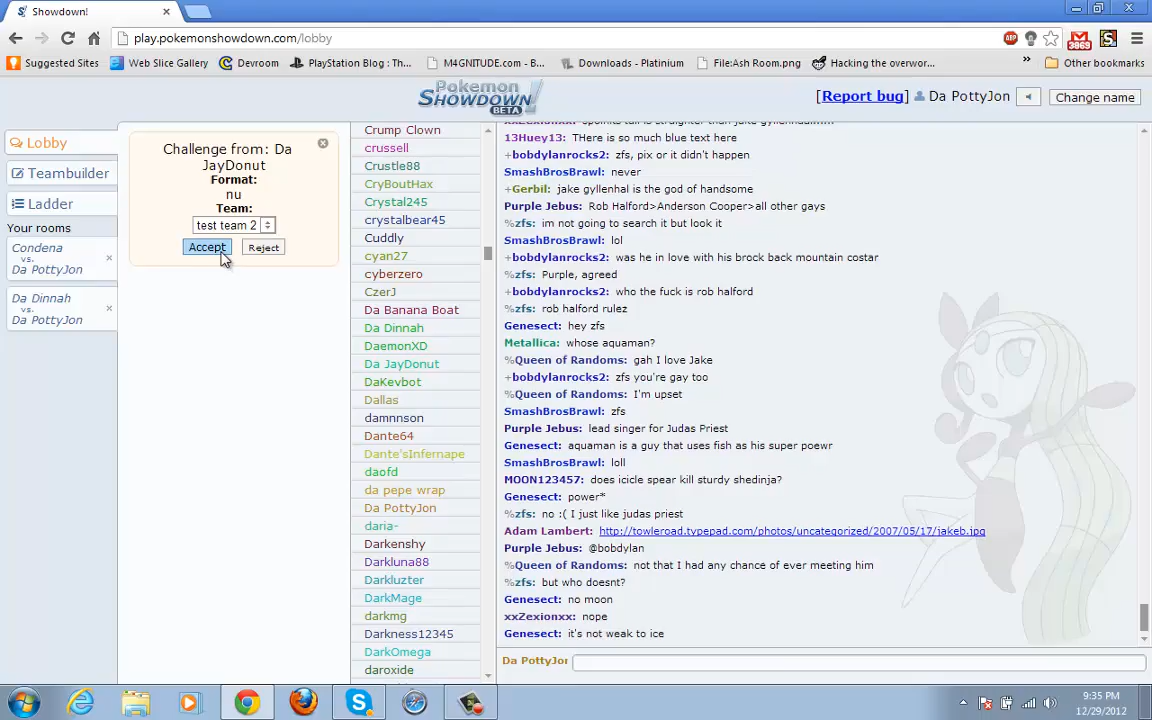 Showdown!
play.pokemonshowdown.com/lobby
ABP
3869
Suggested Sites
Web Slice Gallery
Devroom
PlayStation Blog : Th...
M4GNITUDE.com - B...
Downloads - Platinium
File:Ash Room.png
Hacking the overwor...
Other bookmarks
Pokemon
SHOWDOWN!
BETA
[Report bug]
Da PottyJon
Change name
Lobby
Teambuilder
Ladder
Your rooms
Condena
vs.
Da PottyJon
Da Dinnah
vs.
Da PottyJon
Challenge from: Da
JayDonut
Format:
nu
Team:
test team 2
Accept
Reject
Crump Clown
crussell
Crustle88
CryBoutHax
Crystal245
crystalbear45
Cuddly
cyan27
cyberzero
CzerJ
Da Banana Boat
Da Dinnah
DaemonXD
Da JayDonut
DaKevbot
Dallas
damnnson
Dante64
Dante'sInfernape
daofd
da pepe wrap
Da PottyJon
daria-
Darkenshy
Darkluna88
Darkluzter
DarkMage
darkmg
Darkness12345
DarkOmega
daroxide
13Huey13: THere is so much blue text here
+bobdylanrocks2: zfs, pix or it didn't happen
SmashBrosBrawl: never
+Gerbil: jake gyllenhal is the god of handsome
Purple Jebus: Rob Halford>Anderson Cooper>all other gays
%zfs: im not going to search it but look it
SmashBrosBrawl: lol
+bobdylanrocks2: was he in love with his brock back mountain costar
%zfs: Purple, agreed
+bobdylanrocks2: who the fuck is rob halford
%zfs: rob halford rulez
Genesect: hey zfs
Metallica: whose aquaman?
%Queen of Randoms: gah I love Jake
+bobdylanrocks2: zfs you're gay too
%Queen of Randoms: I'm upset
SmashBrosBrawl: zfs
Purple Jebus: lead singer for Judas Priest
Genesect: aquaman is a guy that uses fish as his super poewr
SmashBrosBrawl: loll
MOON123457: does icicle spear kill sturdy shedinja?
Genesect: power*
%zfs: no :( I just like judas priest
Adam Lambert: http://towleroad.typepad.com/photos/uncategorized/2007/05/17/jakeb.jpg
Purple Jebus: @bobdylan
%Queen of Randoms: not that I had any chance of ever meeting him
%zfs: but who doesnt?
Genesect: no moon
xxZexionxx: nope
Genesect: it's not weak to ice
Da PottyJon:
9:35 PM
12/29/2012